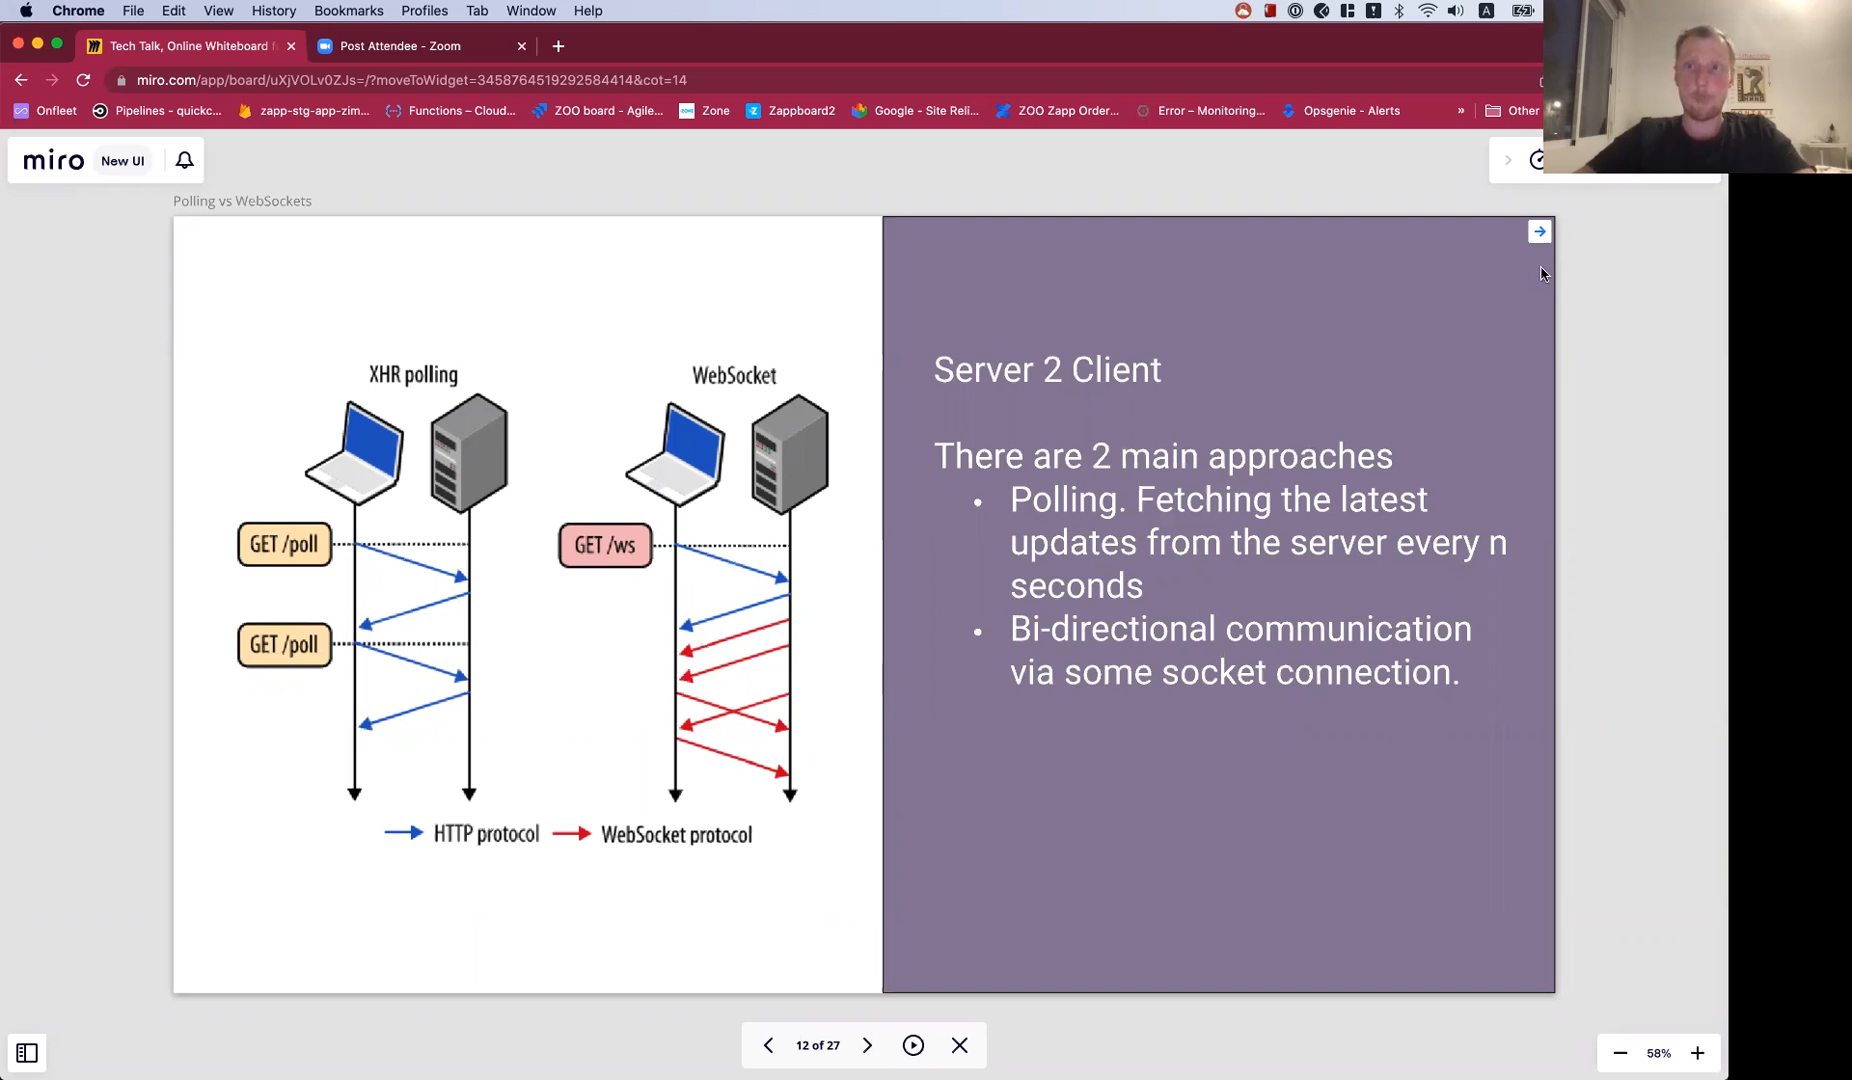 Chrome File Edit View History Bookmarks Profiles Tab Window Help
Tech Talk, Online Whiteboard f
Post Attendee - Zoom
miro.com/app/board/uXjVOLv0ZJs=/?moveToWidget=3458764519292584414&cot=14
Onfleet Pipelines - quickc... zapp-stg-app-zim... Functions – Cloud... ZOO board - Agile... Zone Zappboard2 Google - Site Reli... ZOO Zapp Order... Error – Monitoring... Opsgenie - Alerts » Other
miro New UI
Polling vs WebSockets
XHR polling
WebSocket
GET /poll
GET /ws
GET /poll
HTTP protocol
WebSocket protocol
Server 2 Client
There are 2 main approaches
• Polling. Fetching the latest
updates from the server every n
seconds
• Bi-directional communication
via some socket connection.
12 of 27
58%